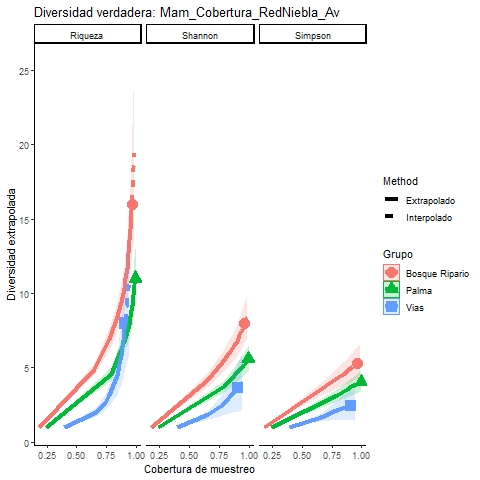 Diversidad verdadera: Mam_Cobertura_RedNiebla_Av
Riqueza Shannon Simpson
25
20
15
10
5
0
Diversidad extrapolada
0.25 0.50 0.75 1.00 0.25 0.50 0.75 1.00 0.25 0.50 0.75 1.00
Cobertura de muestreo
Method
Extrapolado
Interpolado
Grupo
Bosque Ripario
Palma
Vias